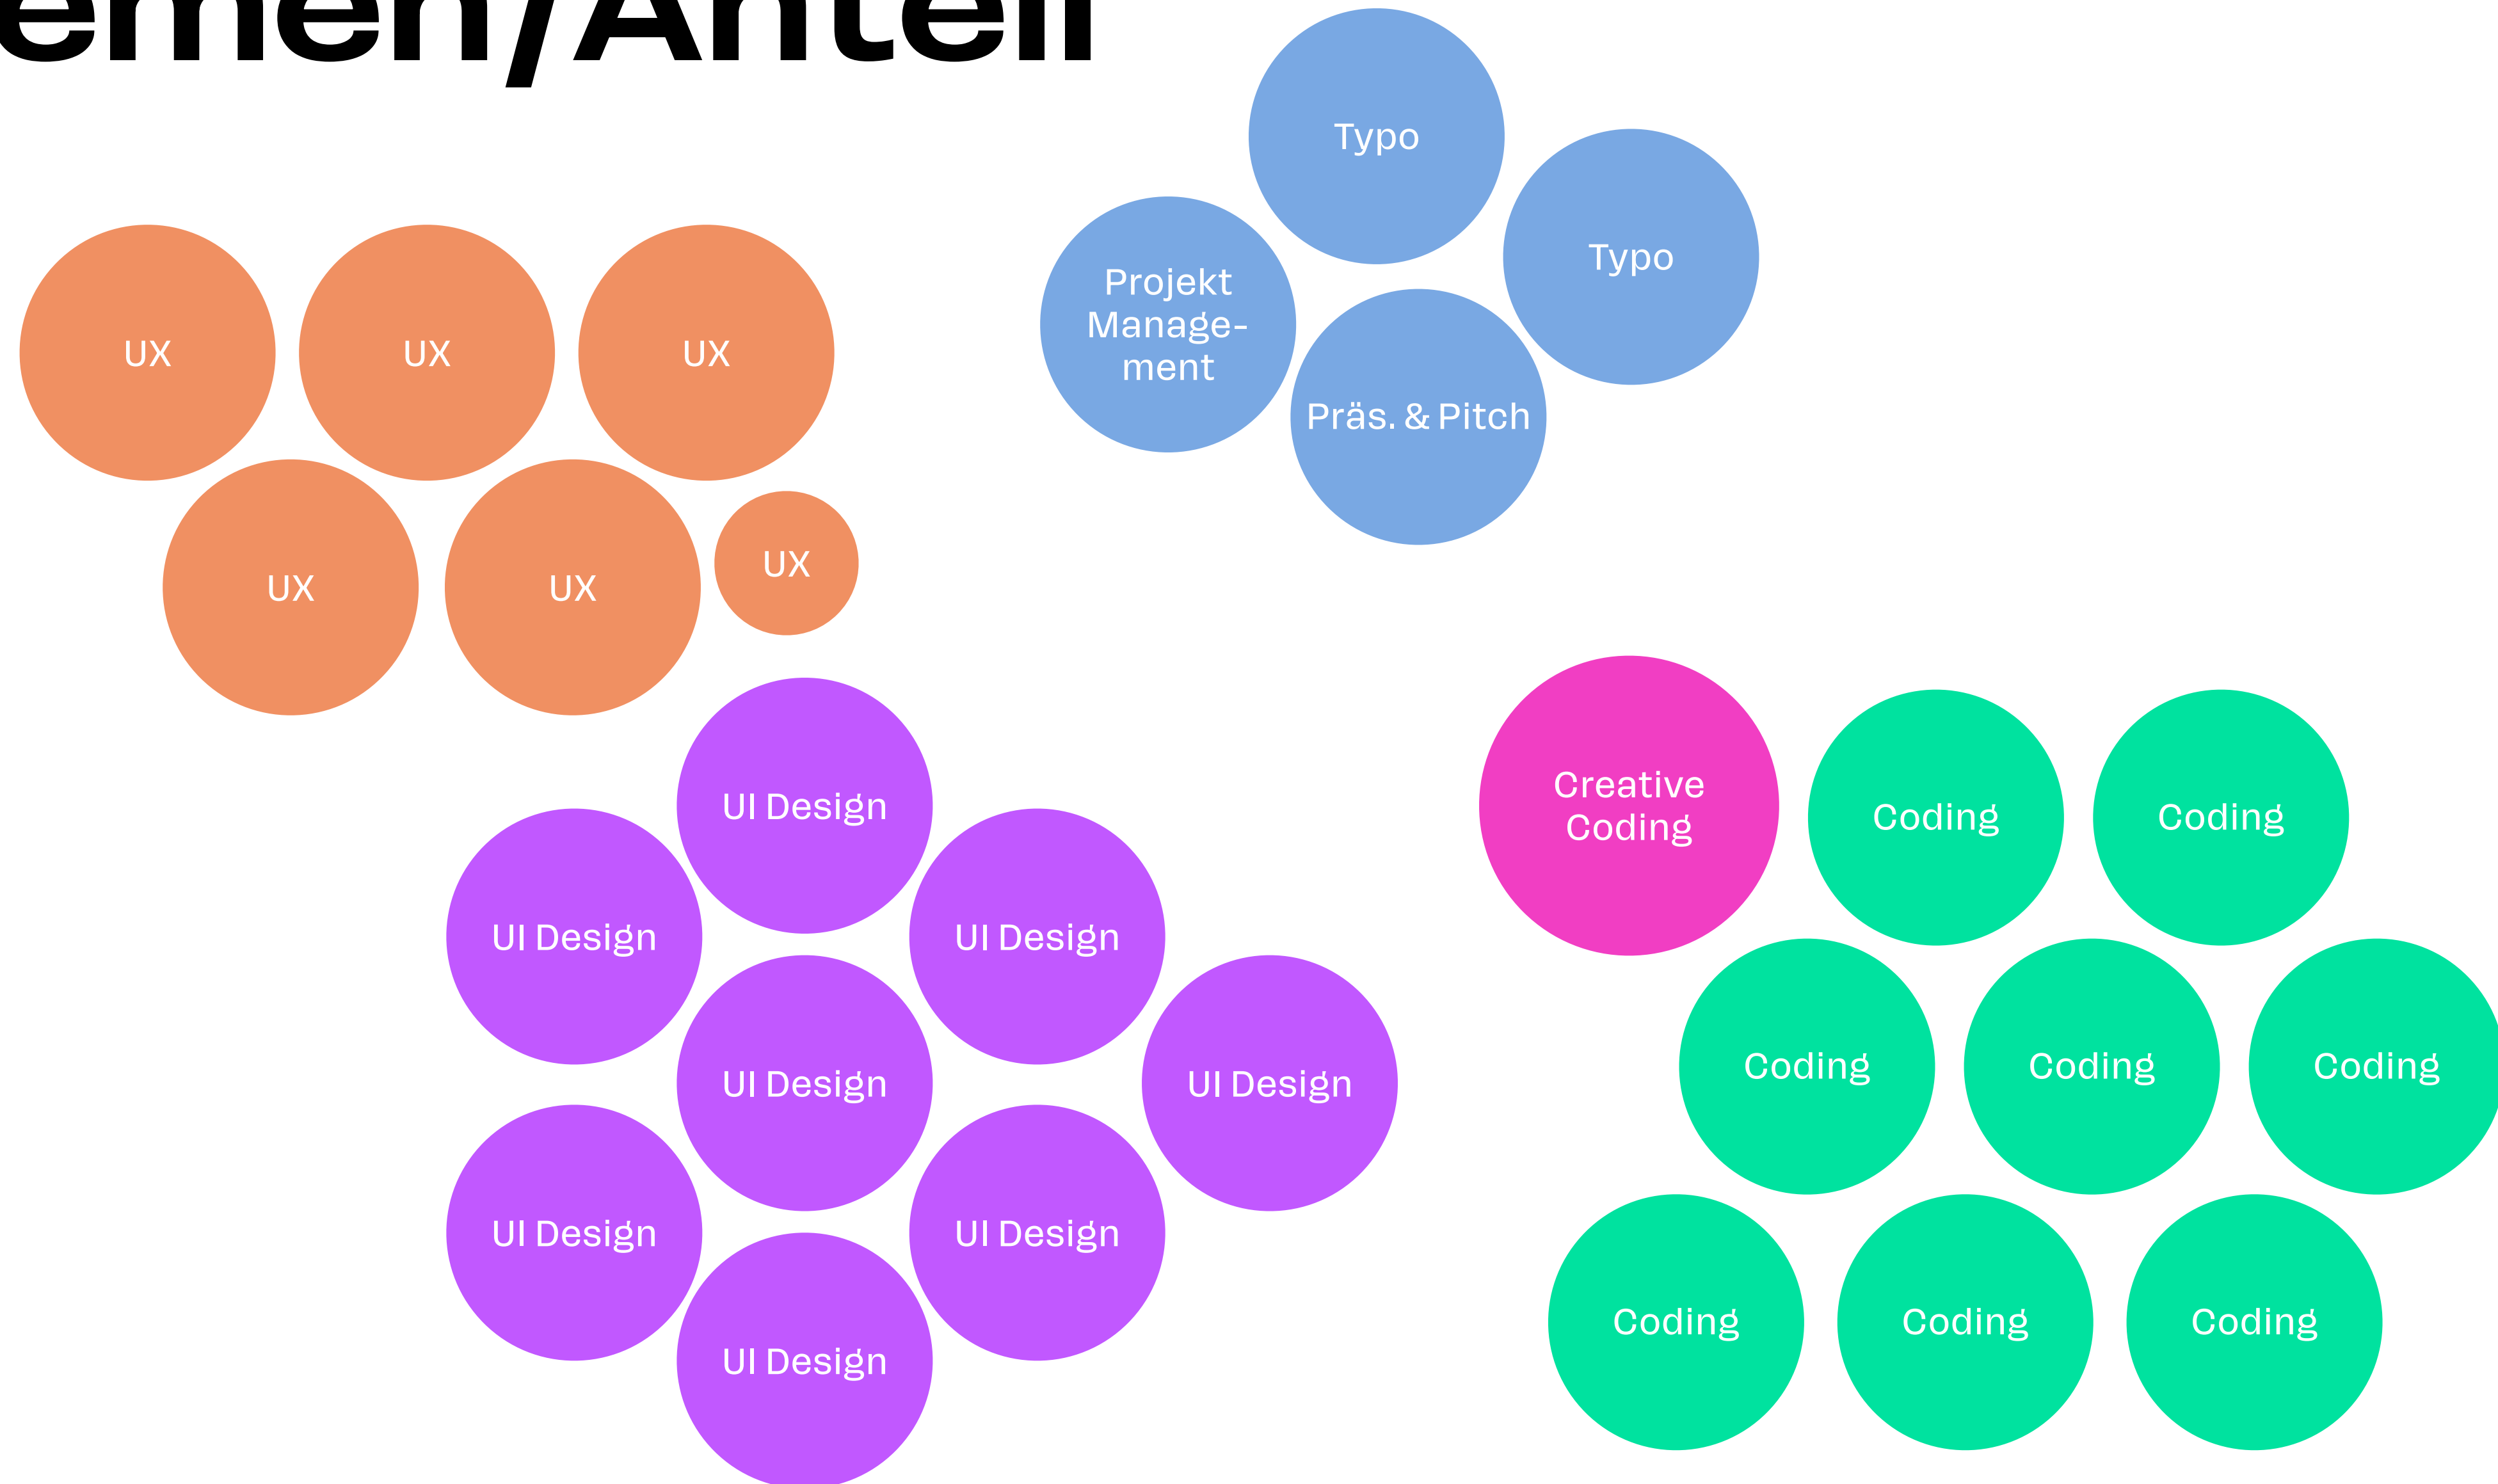 emen/Anteil
Typo
Typo
Projekt
Manage-
ment
Präs. & Pitch
UX
UX
UX
UX
UX
UX
UI Design
UI Design
UI Design
UI Design
UI Design
UI Design
UI Design
UI Design
Creative
Coding
Coding
Coding
Coding
Coding
Coding
Coding
Coding
Coding